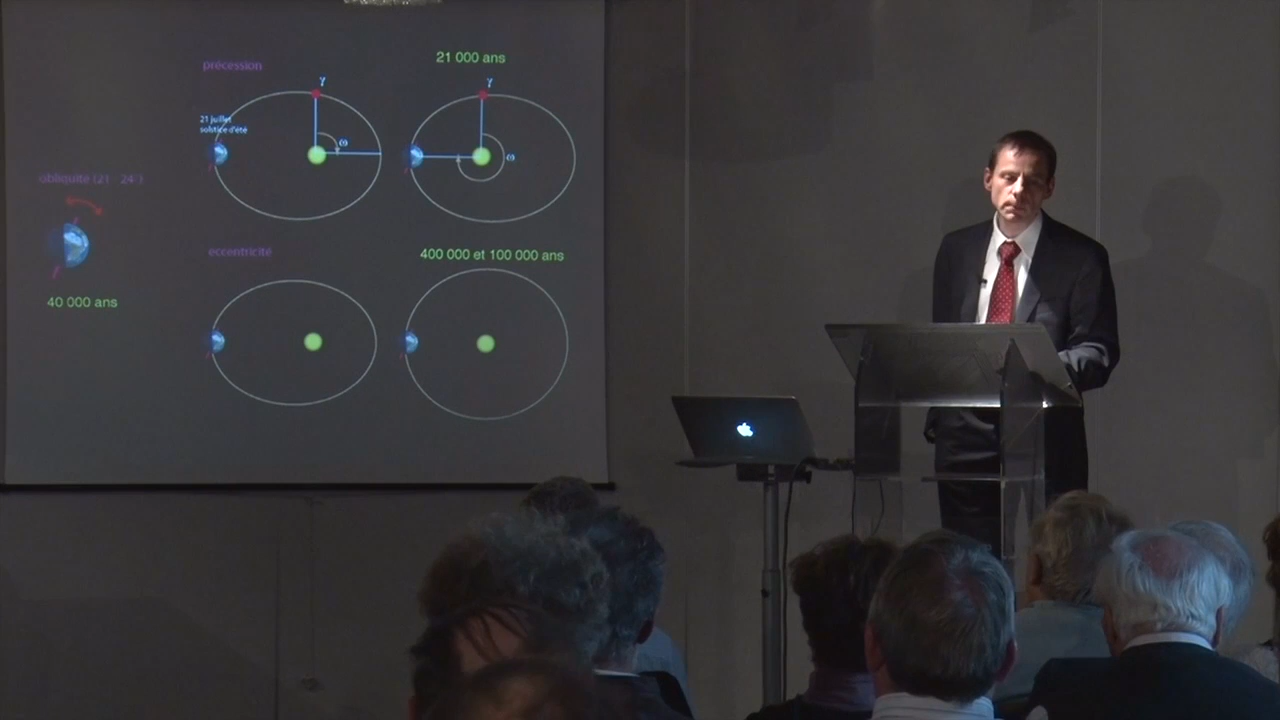 précession
21 000 ans
γ
γ
21 juillet
solstice d'été
ω
ω
obliquité (21 24 )
eccentricité
400 000 et 100 000 ans
40 000 ans